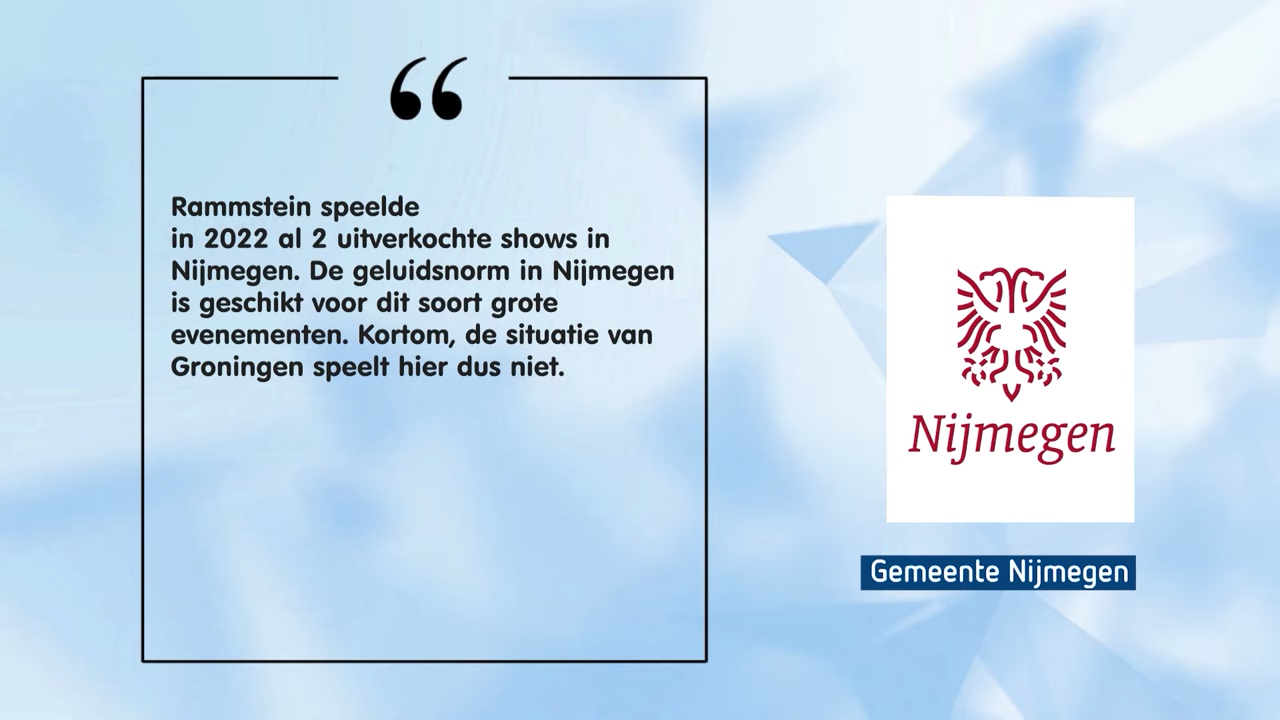 “
Rammstein speelde
in 2022 al 2 uitverkochte shows in
Nijmegen. De geluidsnorm in Nijmegen
is geschikt voor dit soort grote
evenementen. Kortom, de situatie van
Groningen speelt hier dus niet.
Nijmegen
Gemeente Nijmegen